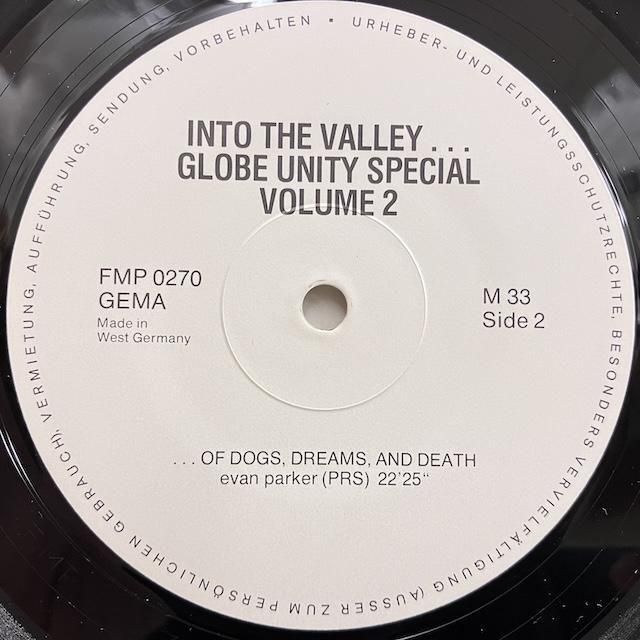 INTO THE VALLEY . . .
GLOBE UNITY SPECIAL
VOLUME 2
FMP 0270
GEMA
Made in
West Germany
M 33
Side 2
. . . OF DOGS, DREAMS, AND DEATH
evan parker (PRS) 22'25“
URHEBER- UND LEISTUNGSSCHUTZRECHTE, BESONDERS VERVIELFÄLTIGUNG (AUSSER ZUM PERSÖNLICHEN GEBRAUCH), VERMIETUNG, AUFFÜHRUNG, SENDUNG, VORBEHALTEN •